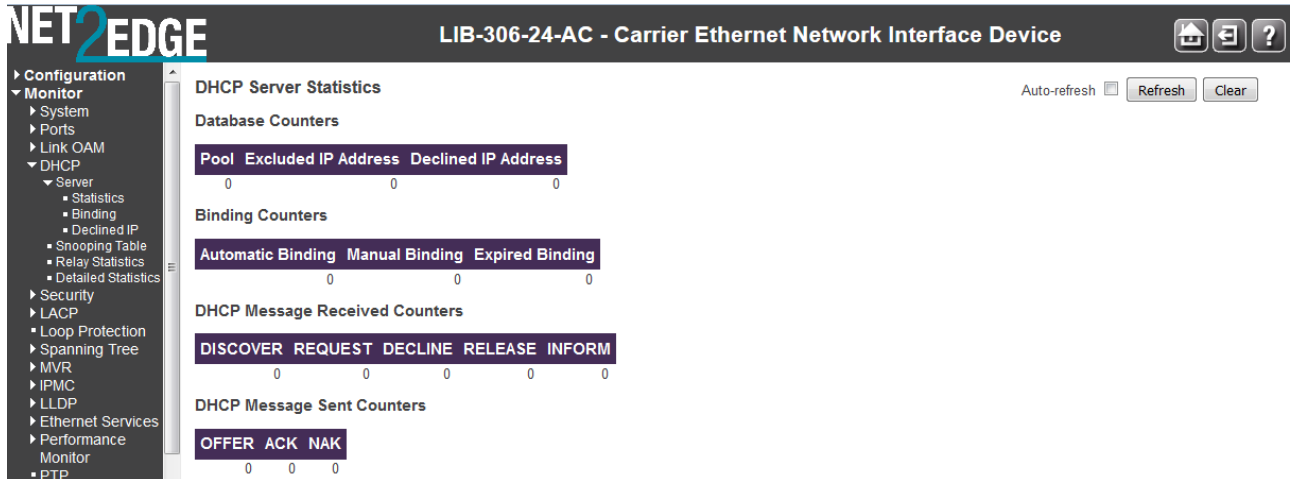 NET2EDGE
LIB-306-24-AC - Carrier Ethernet Network Interface Device
?
Configuration
Monitor
System
Ports
Link OAM
DHCP
Server
Statistics
Binding
Declined IP
Snooping Table
Relay Statistics
Detailed Statistics
Security
LACP
Loop Protection
Spanning Tree
MVR
IPMC
LLDP
Ethernet Services
Performance
Monitor
PTP
DHCP Server Statistics
Auto-refresh Refresh Clear
Database Counters
Pool Excluded IP Address Declined IP Address
0 0 0
Binding Counters
Automatic Binding Manual Binding Expired Binding
0 0 0
DHCP Message Received Counters
DISCOVER REQUEST DECLINE RELEASE INFORM
0 0 0 0 0
DHCP Message Sent Counters
OFFER ACK NAK
0 0 0